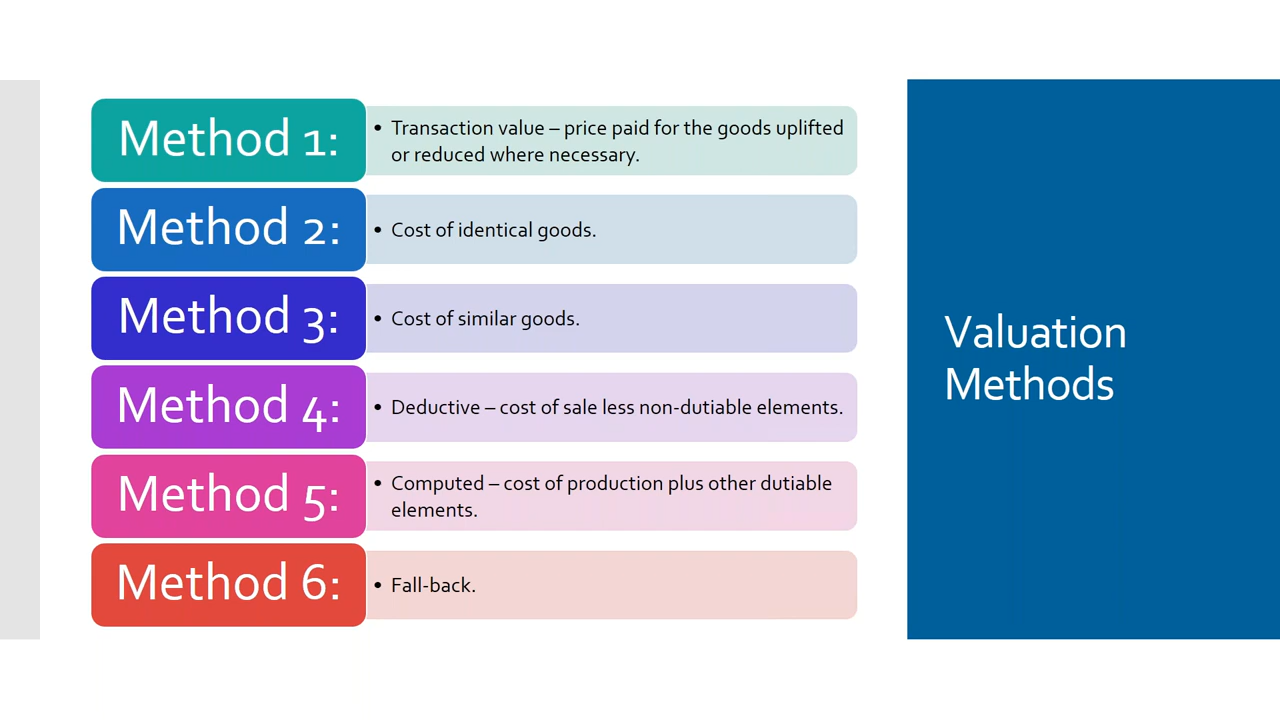 Method 1:
• Transaction value – price paid for the goods uplifted
or reduced where necessary.
Method 2:
• Cost of identical goods.
Method 3:
• Cost of similar goods.
Method 4:
• Deductive – cost of sale less non-dutiable elements.
Method 5:
• Computed – cost of production plus other dutiable
elements.
Method 6:
• Fall-back.
Valuation
Methods